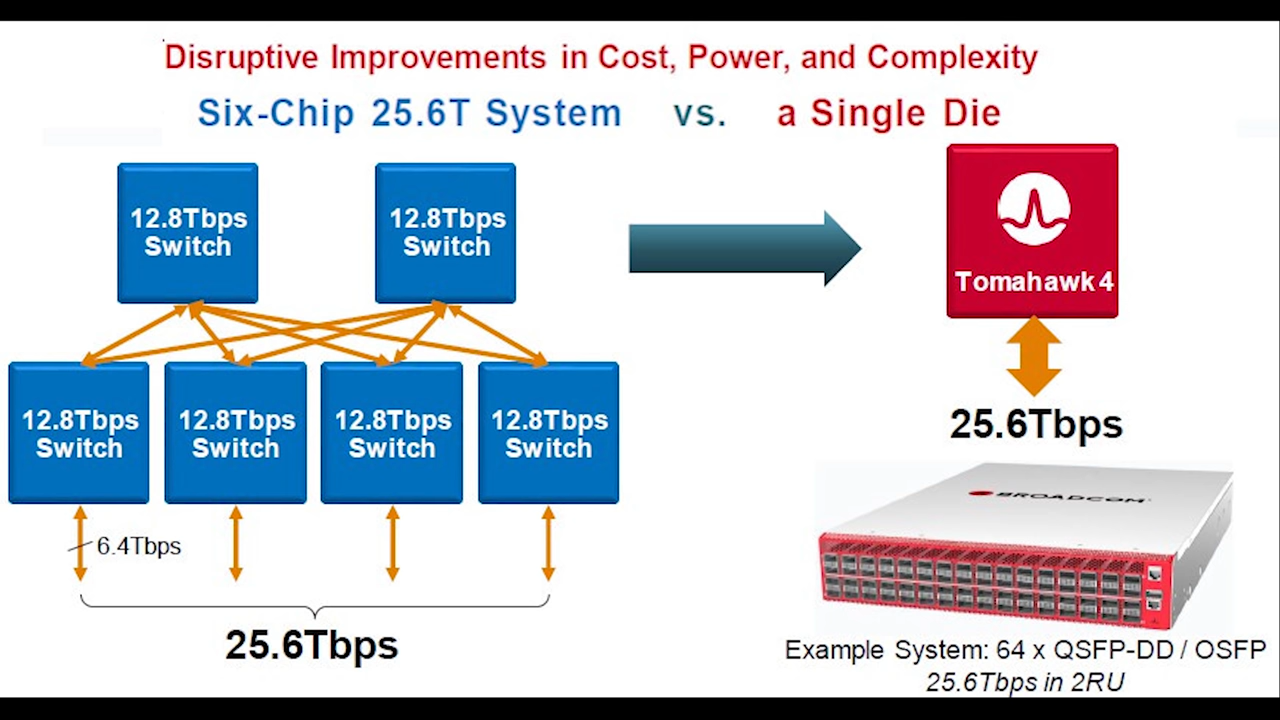 Disruptive Improvements in Cost, Power, and Complexity
Six-Chip 25.6T System vs. a Single Die
12.8Tbps
Switch
12.8Tbps
Switch
Tomahawk 4
12.8Tbps
Switch
12.8Tbps
Switch
12.8Tbps
Switch
12.8Tbps
Switch
25.6Tbps
BROADCOM
6.4Tbps
25.6Tbps
Example System: 64 x QSFP-DD / OSFP
25.6Tbps in 2RU